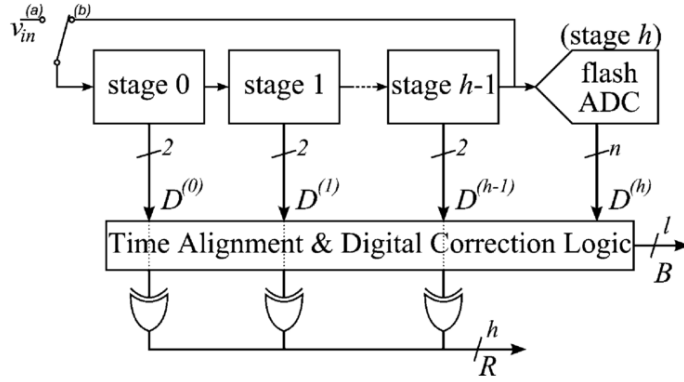 (a) (b)
v_in
(stage h)
stage 0 stage 1 stage h-1 flash ADC
2 2 2 n
D^(0) D^(1) D^(h-1) D^(h)
Time Alignment & Digital Correction Logic
l
B
h
R